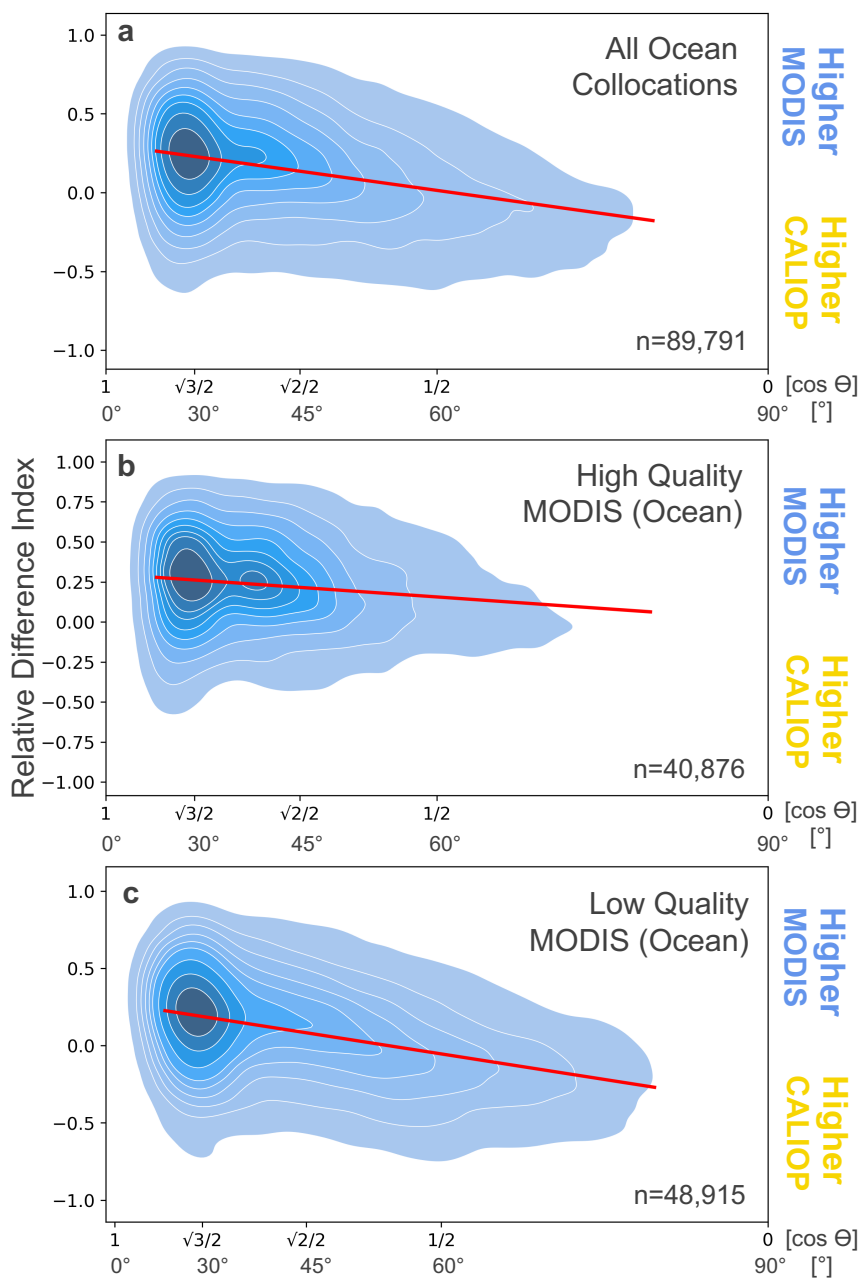 a
All Ocean
Collocations
Higher
MODIS
Higher
CALIOP
1.0
0.5
0.0
−0.5
−1.0
n=89,791
1 √3/2 √2/2 1/2 0 [cos Θ]
0° 30° 45° 60° 90° [°]
Relative Difference Index
b
High Quality
MODIS (Ocean)
Higher
MODIS
Higher
CALIOP
1.00
0.75
0.50
0.25
0.00
−0.25
−0.50
−0.75
−1.00
n=40,876
1 √3/2 √2/2 1/2 0 [cos Θ]
0° 30° 45° 60° 90° [°]
c
Low Quality
MODIS (Ocean)
Higher
MODIS
Higher
CALIOP
1.0
0.5
0.0
−0.5
−1.0
n=48,915
1 √3/2 √2/2 1/2 0 [cos Θ]
0° 30° 45° 60° 90° [°]